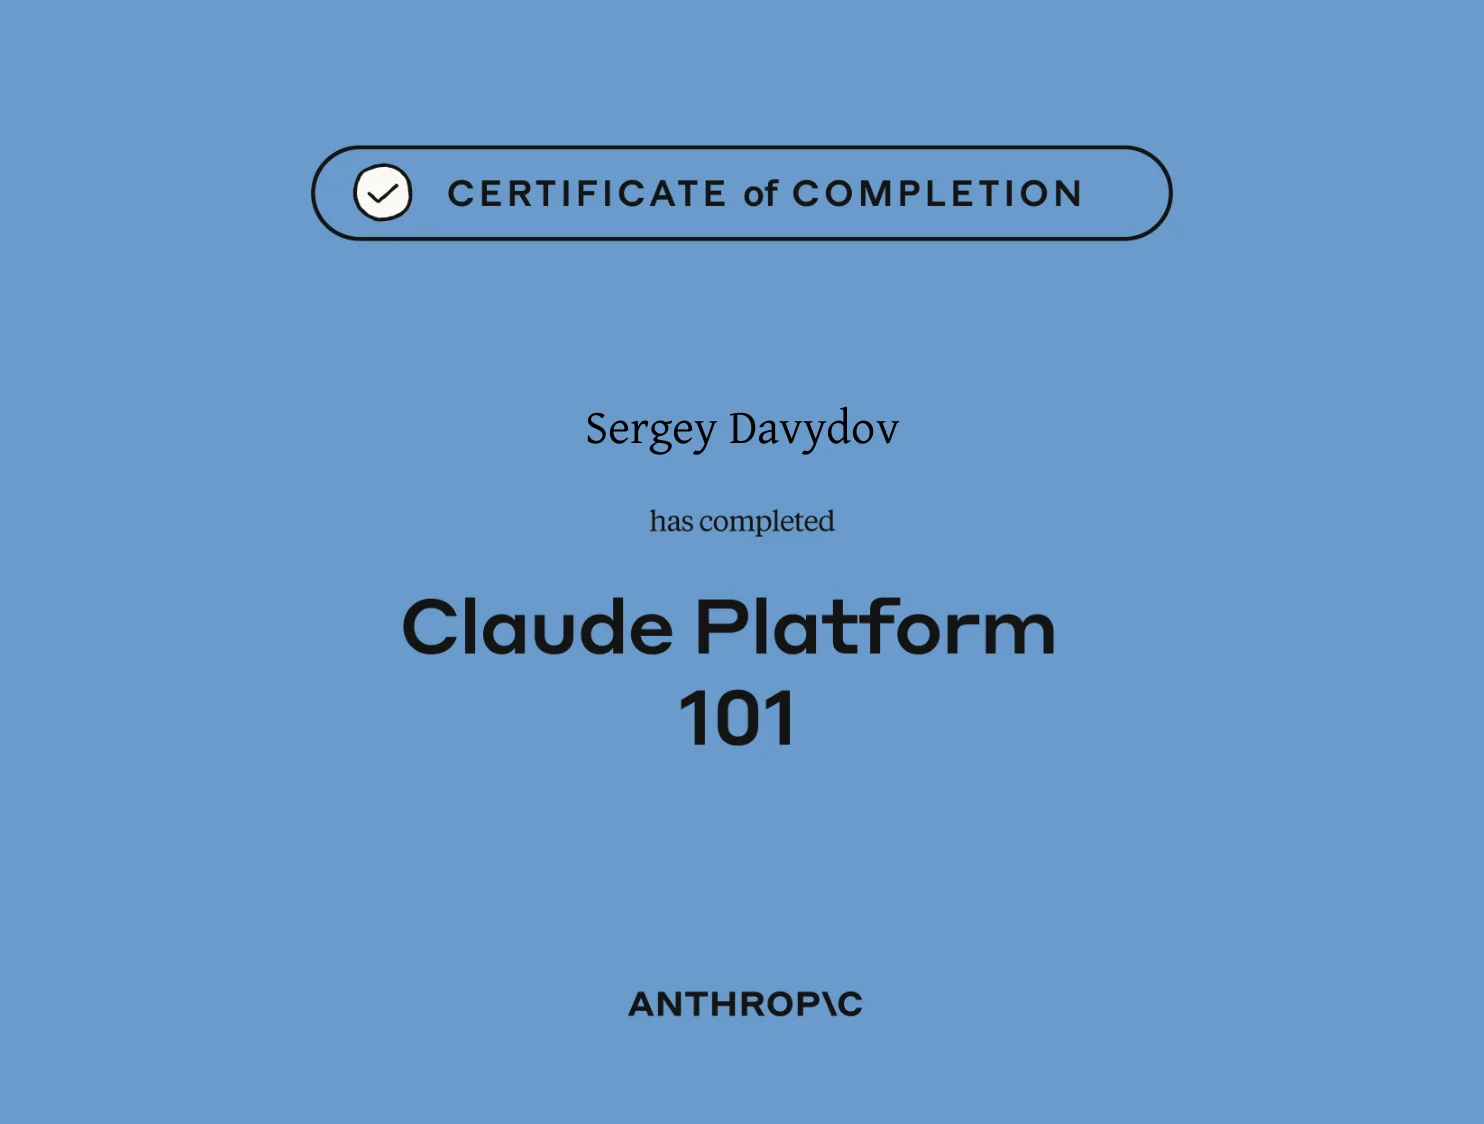 CERTIFICATE of COMPLETION
Sergey Davydov
has completed
Claude Platform
101
ANTHROP\C